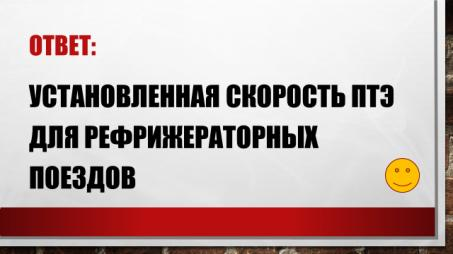 ОТВЕТ:
УСТАНОВЛЕННАЯ СКОРОСТЬ ПТЭ
ДЛЯ РЕФРИЖЕРАТОРНЫХ
ПОЕЗДОВ